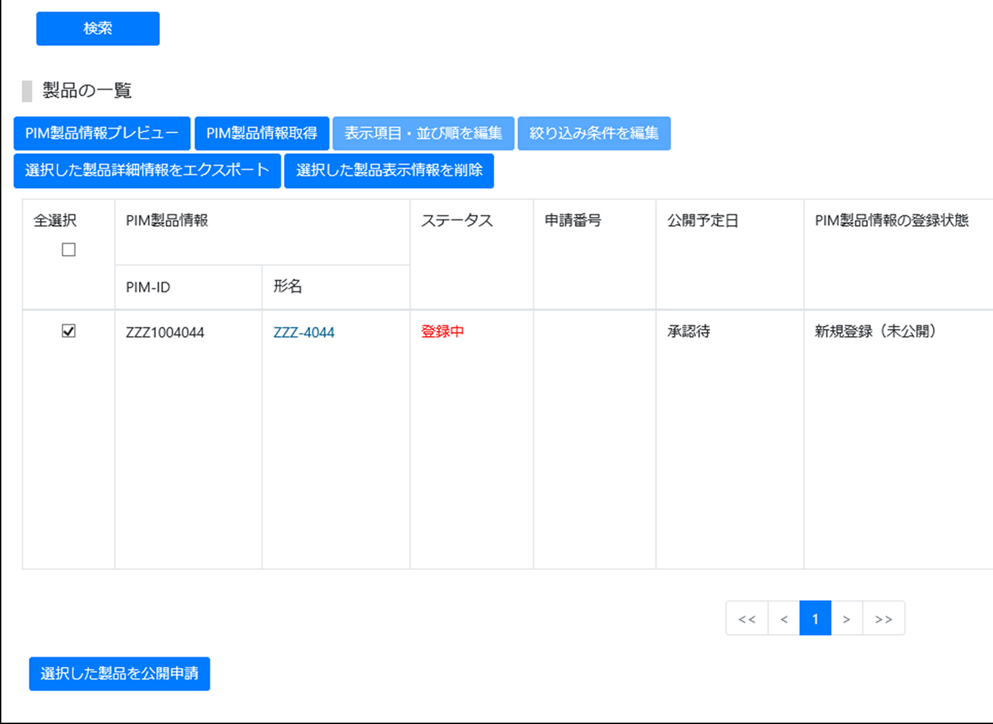 検索
製品の一覧
PIM製品情報プレビュー PIM製品情報取得 表示項目・並び順を編集 絞り込み条件を編集
選択した製品詳細情報をエクスポート 選択した製品表示情報を削除
全選択 PIM製品情報 ステータス 申請番号 公開予定日 PIM製品情報の登録状態
PIM-ID 形名
ZZZ1004044 ZZZ-4044 登録中 承認待 新規登録（未公開）
<< < 1 > >>
選択した製品を公開申請